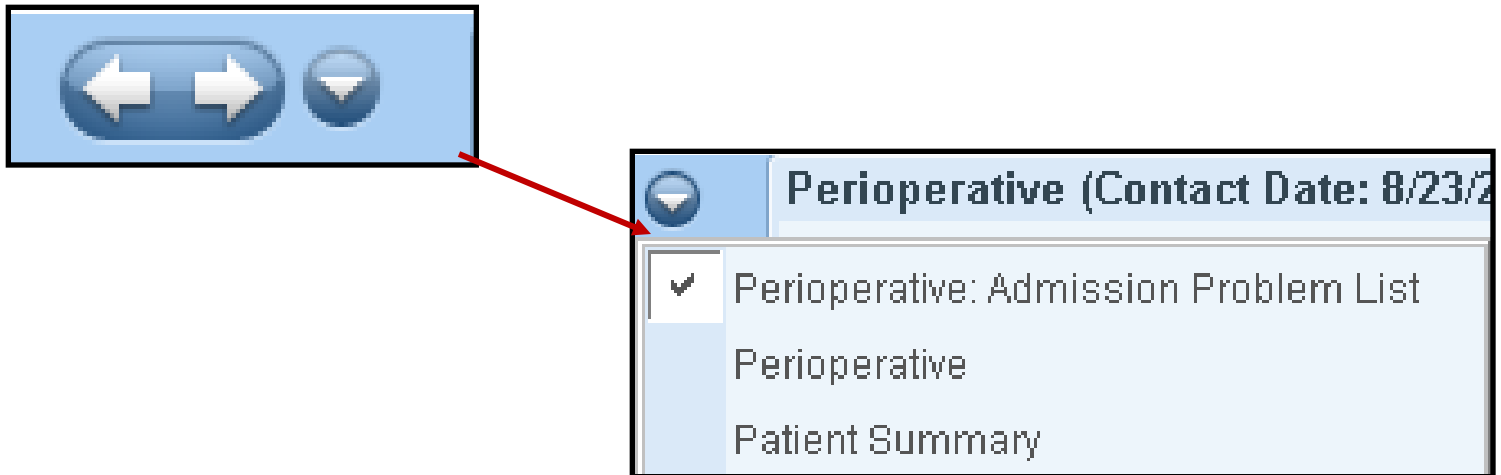 Perioperative (Contact Date: 8/23/2
Perioperative: Admission Problem List
Perioperative
Patient Summary